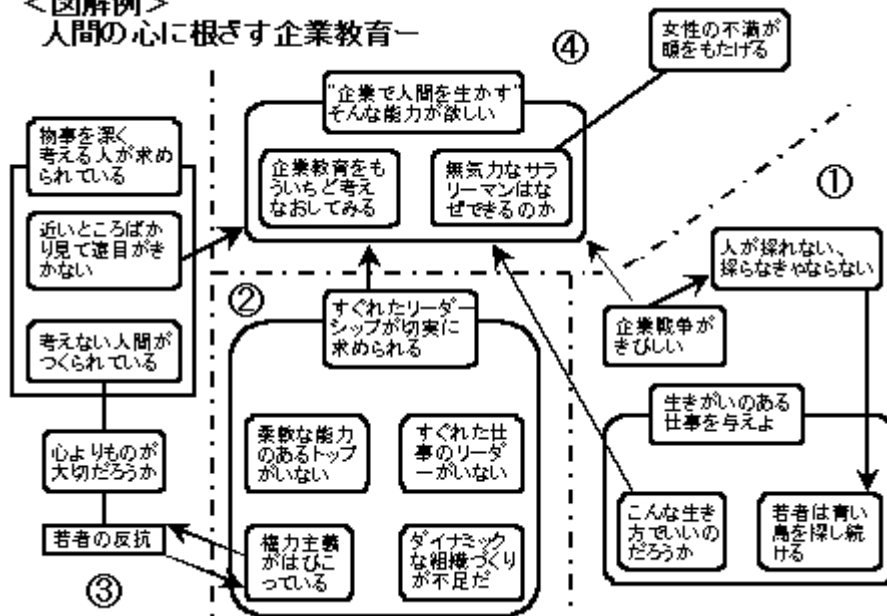 <図解例>
人間の心に根ざす企業教育ー
④
女性の不満が
頭をもたげる
"企業で人間を生かす"
そんな能力が欲しい
企業教育をも
ういちど考え
なおしてみる
無気力なサラ
リーマンはな
ぜできるのか
物事を深く
考える人が求め
られている
近いところばか
り見て遠目がき
かない
考えない人間が
つくられている
心よりものが
大切だろうか
若者の反抗
③
②
すぐれたリーダー
シップが切実に
求められる
柔軟な能力
のあるトップ
がいない
すぐれた仕
事のリーダ
ーがいない
権力主義
がはびこ
っている
ダイナミック
な組織づくり
が不足だ
①
人が採れない、
採らなきゃならない
企業戦争が
きびしい
生きがいのある
仕事を与えよ
こんな生き
方でいいの
だろうか
若者は青い
鳥を探し続
ける